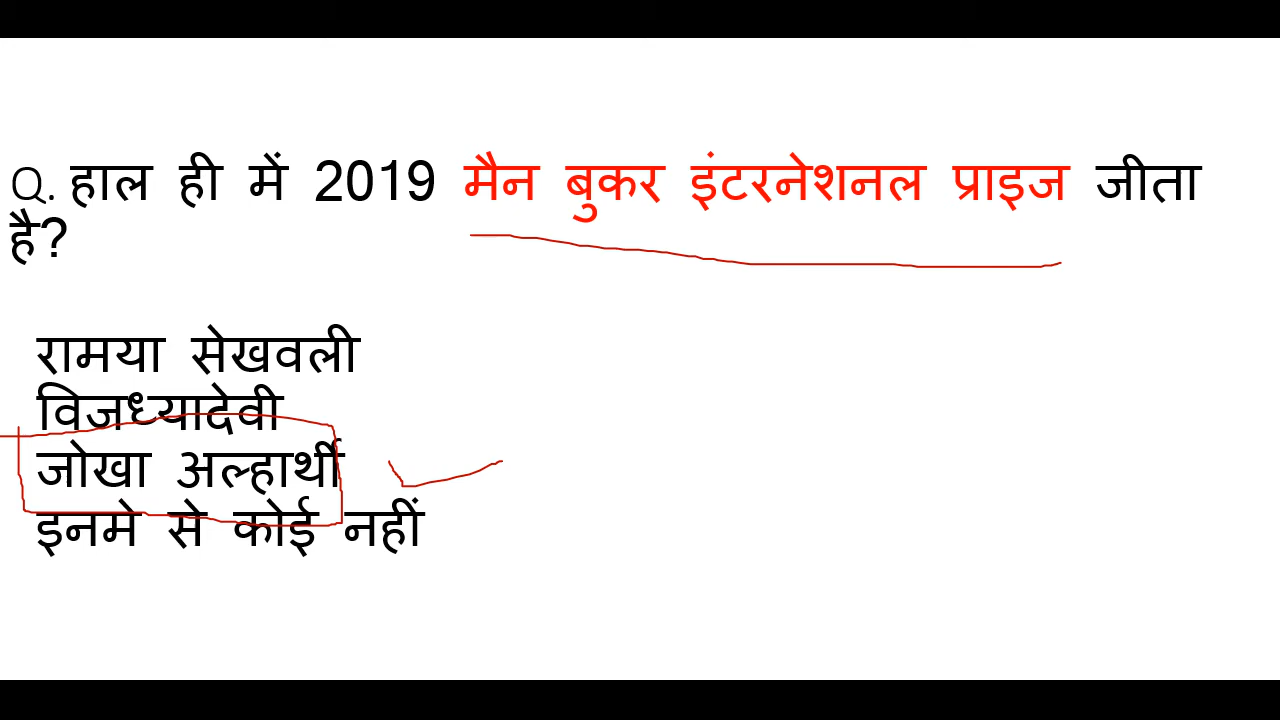 Q. हाल ही में 2019 मैन बुकर इंटरनेशनल प्राइज जीता
है?
रामया सेखवली
विजध्यादेवी
जोखा अल्हार्थी
इनमे से कोई नहीं